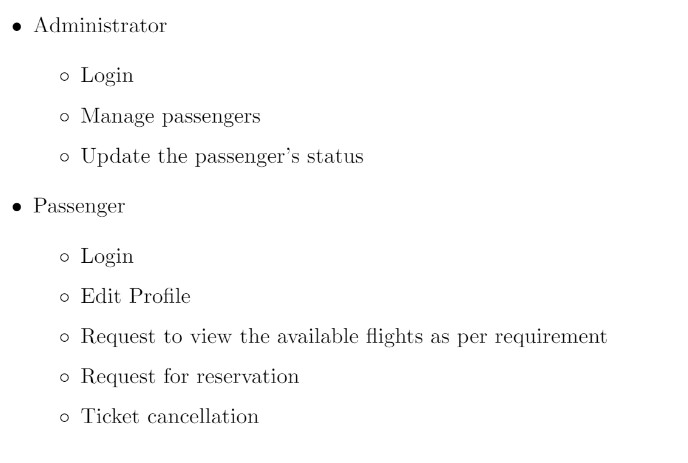 • Administrator
◦ Login
◦ Manage passengers
◦ Update the passenger's status
• Passenger
◦ Login
◦ Edit Profile
◦ Request to view the available flights as per requirement
◦ Request for reservation
◦ Ticket cancellation